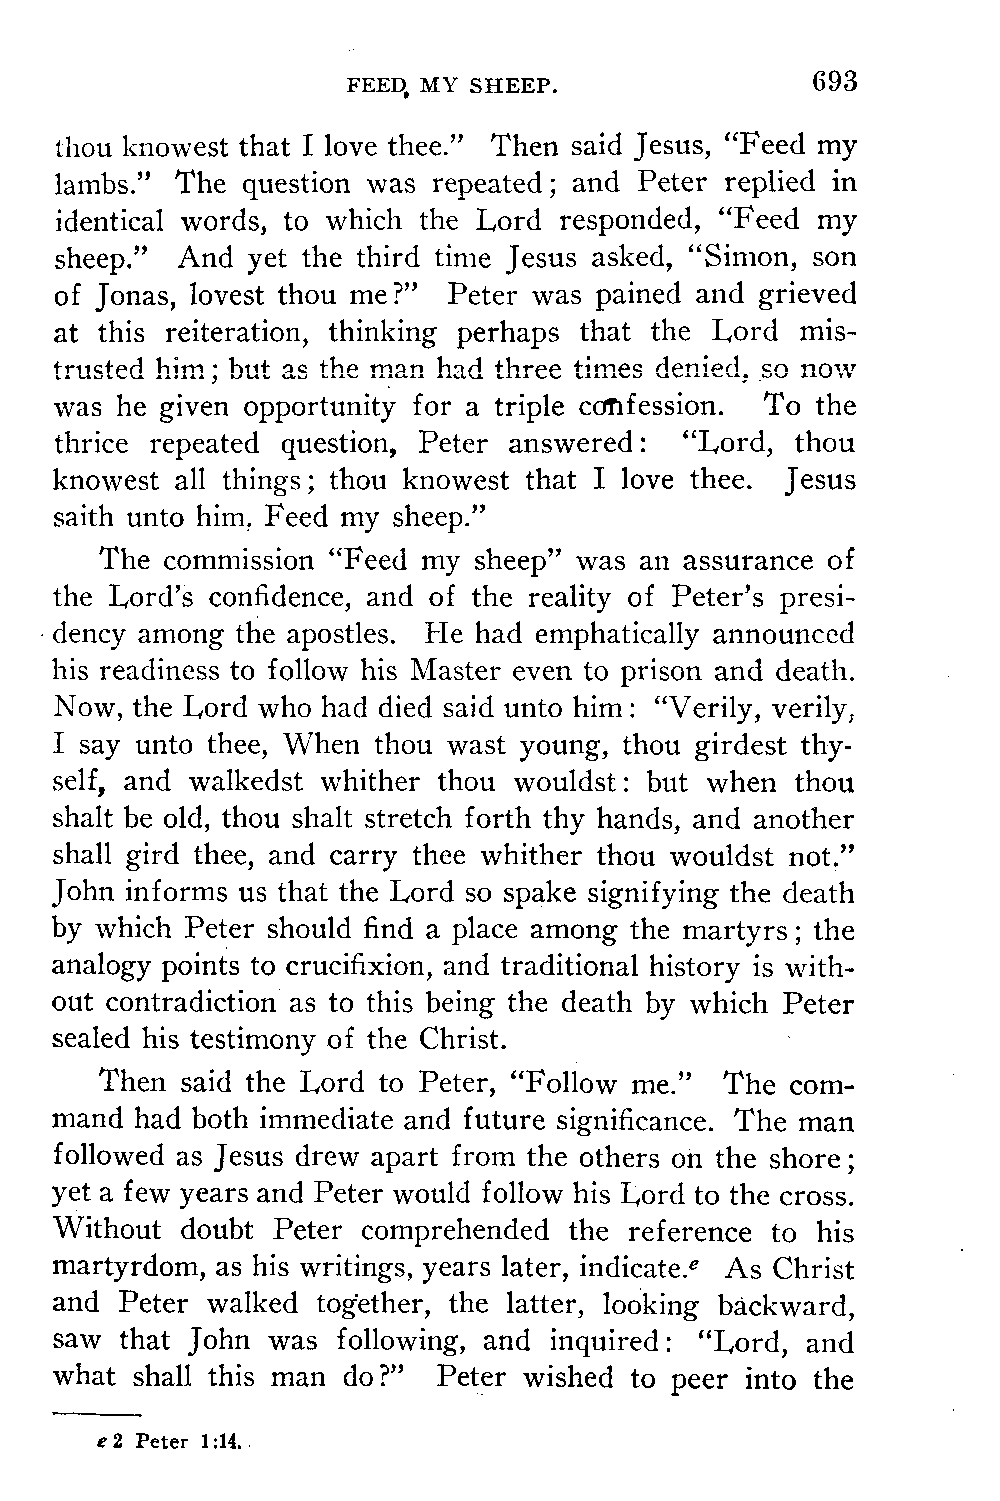 FEED, MY SHEEP. 693
thou knowest that I love thee.” Then said Jesus, “Feed my
lambs.” The question was repeated; and Peter replied in
identical words, to which the Lord responded, “Feed my
sheep.” And yet the third time Jesus asked, “Simon, son
of Jonas, lovest thou me?” Peter was pained and grieved
at this reiteration, thinking perhaps that the Lord mis-
trusted him; but as the man had three times denied, so now
was he given opportunity for a triple confession. To the
thrice repeated question, Peter answered: “Lord, thou
knowest all things; thou knowest that I love thee. Jesus
saith unto him, Feed my sheep.”
The commission “Feed my sheep” was an assurance of
the Lord’s confidence, and of the reality of Peter’s presi-
dency among the apostles. He had emphatically announced
his readiness to follow his Master even to prison and death.
Now, the Lord who had died said unto him: “Verily, verily,
I say unto thee, When thou wast young, thou girdest thy-
self, and walkedst whither thou wouldst: but when thou
shalt be old, thou shalt stretch forth thy hands, and another
shall gird thee, and carry thee whither thou wouldst not.”
John informs us that the Lord so spake signifying the death
by which Peter should find a place among the martyrs; the
analogy points to crucifixion, and traditional history is with-
out contradiction as to this being the death by which Peter
sealed his testimony of the Christ.
Then said the Lord to Peter, “Follow me.” The com-
mand had both immediate and future significance. The man
followed as Jesus drew apart from the others on the shore;
yet a few years and Peter would follow his Lord to the cross.
Without doubt Peter comprehended the reference to his
martyrdom, as his writings, years later, indicate.e As Christ
and Peter walked together, the latter, looking backward,
saw that John was following, and inquired: “Lord, and
what shall this man do?” Peter wished to peer into the
e 2 Peter 1:14.